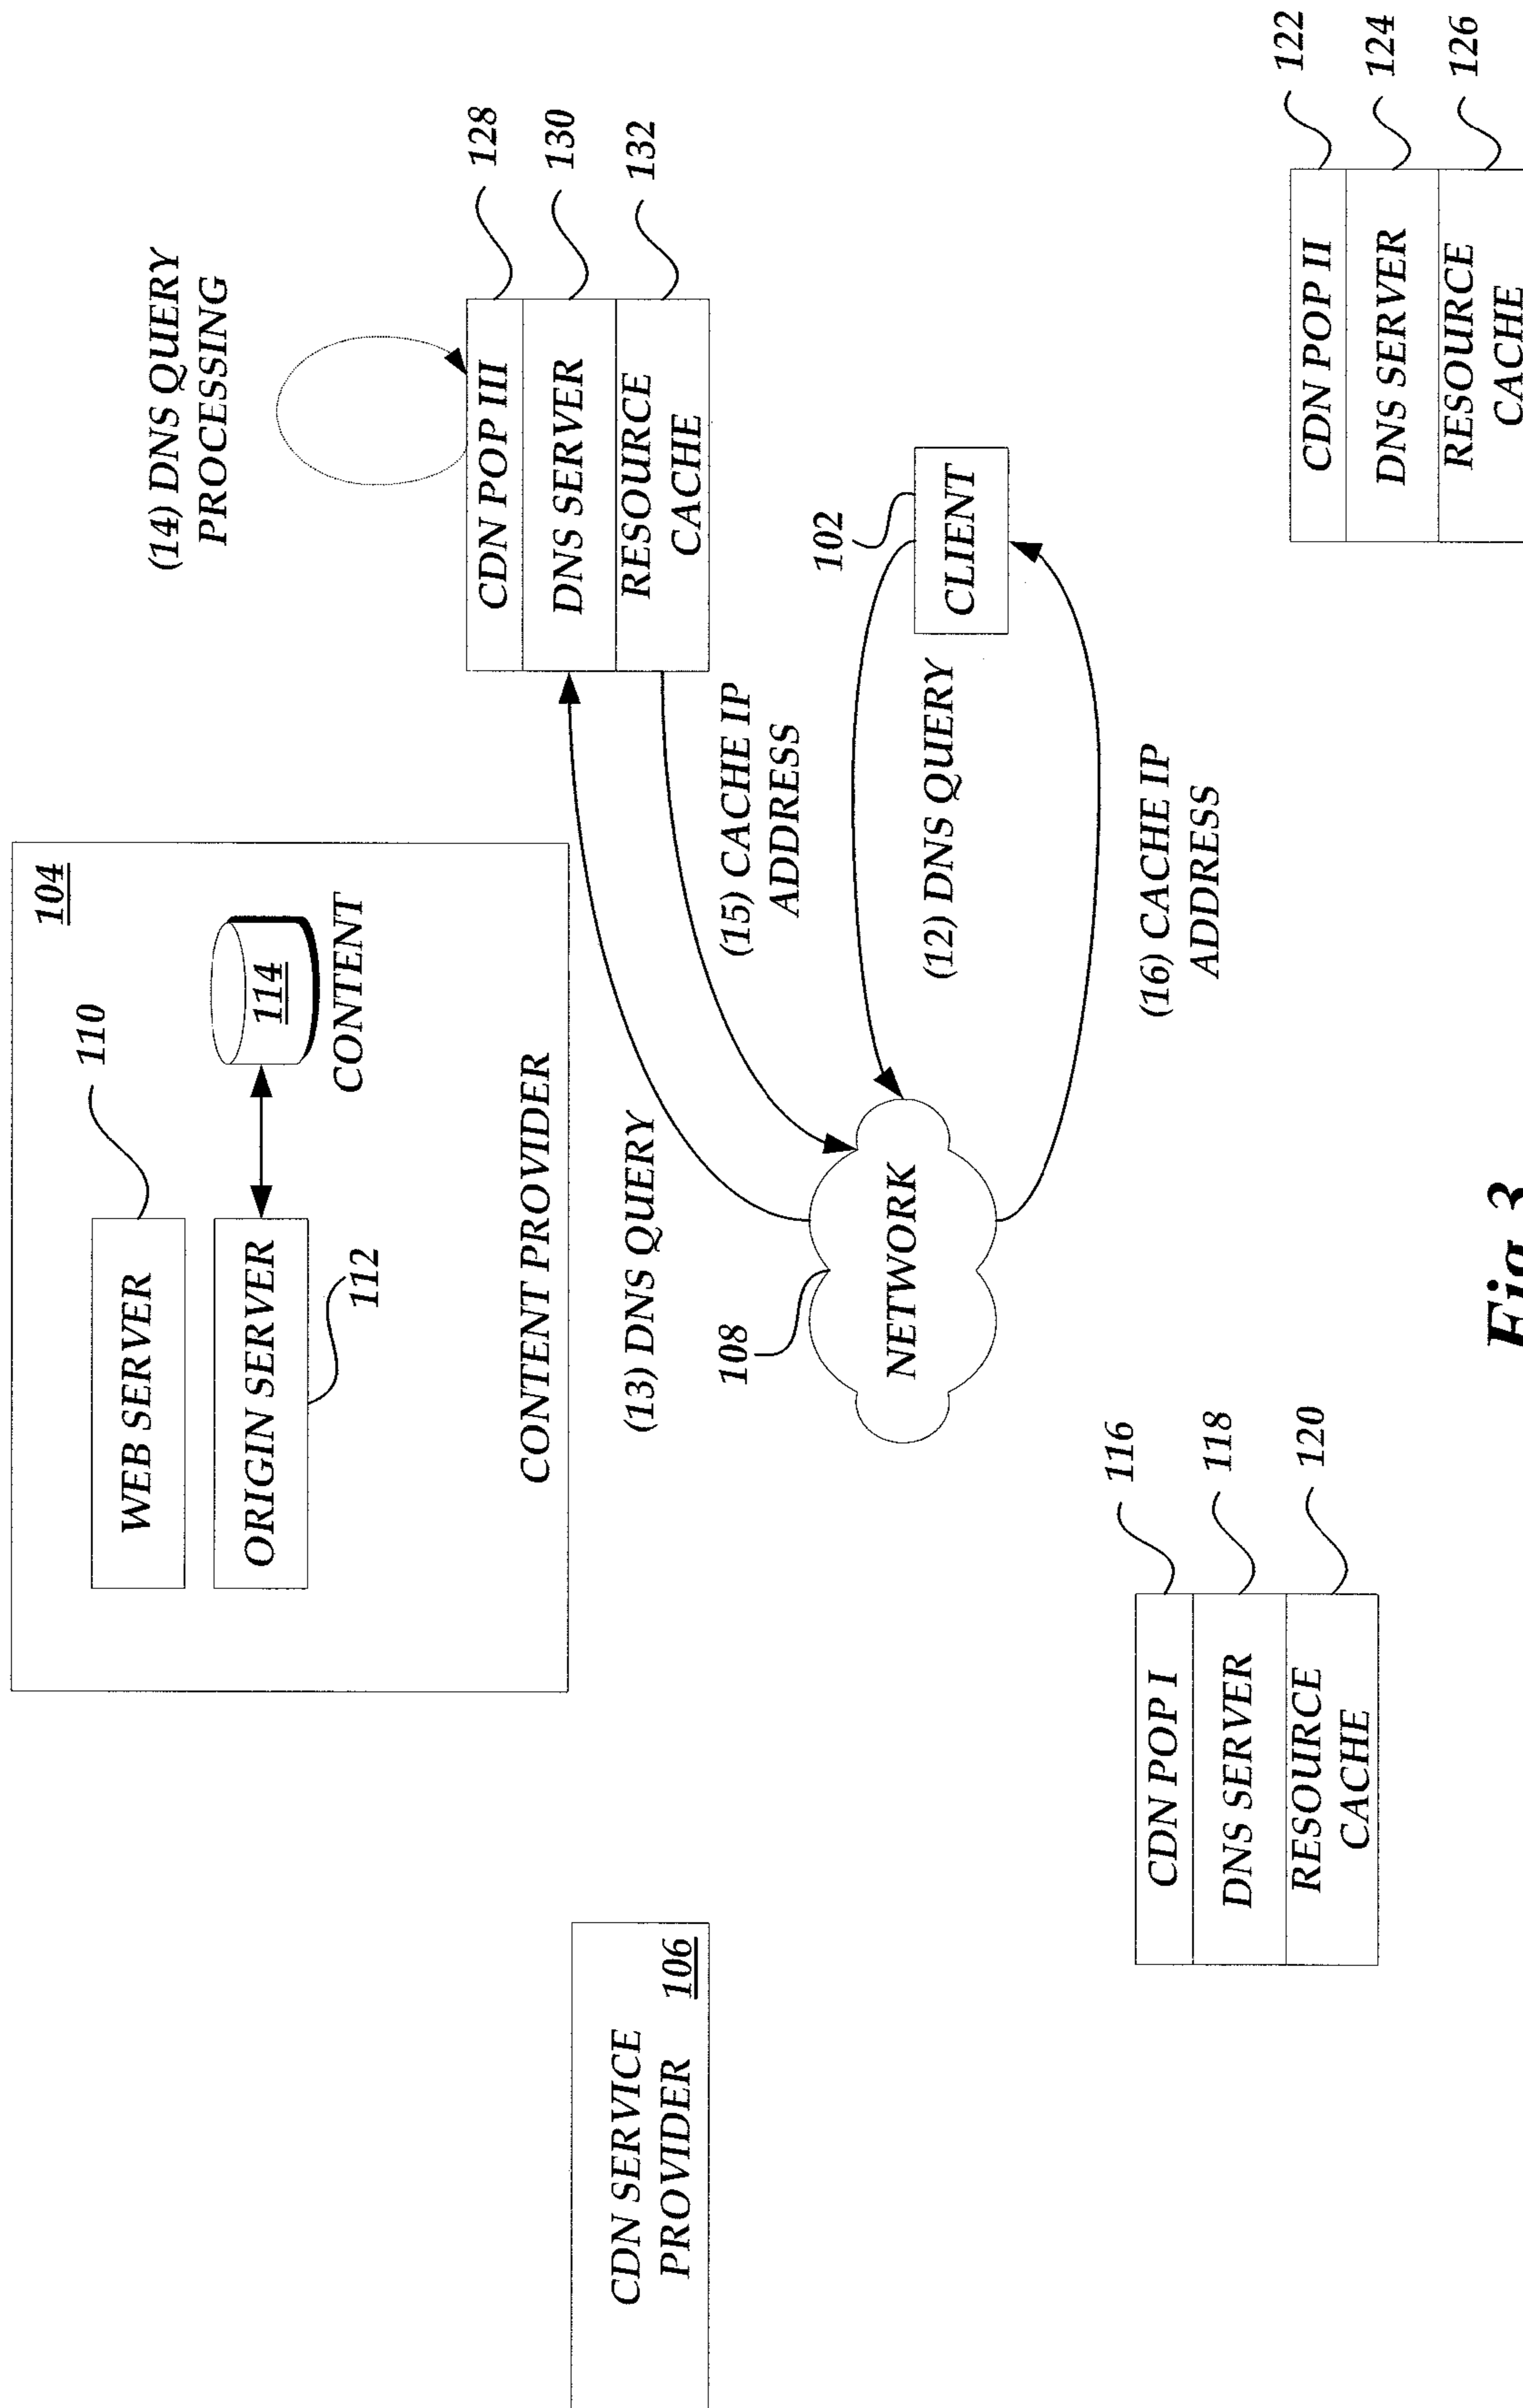 104
WEB SERVER
110
ORIGIN SERVER
112
114
CONTENT
CONTENT PROVIDER
(14) DNS QUERY
PROCESSING
CDN POP III
128
DNS SERVER
130
RESOURCE
CACHE
132
CDN SERVICE
PROVIDER
106
(13) DNS QUERY
(15) CACHE IP
ADDRESS
108
NETWORK
102
CLIENT
(12) DNS QUERY
(16) CACHE IP
ADDRESS
CDN POP I
116
DNS SERVER
118
RESOURCE
CACHE
120
CDN POP II
122
DNS SERVER
124
RESOURCE
CACHE
126
Fig.3